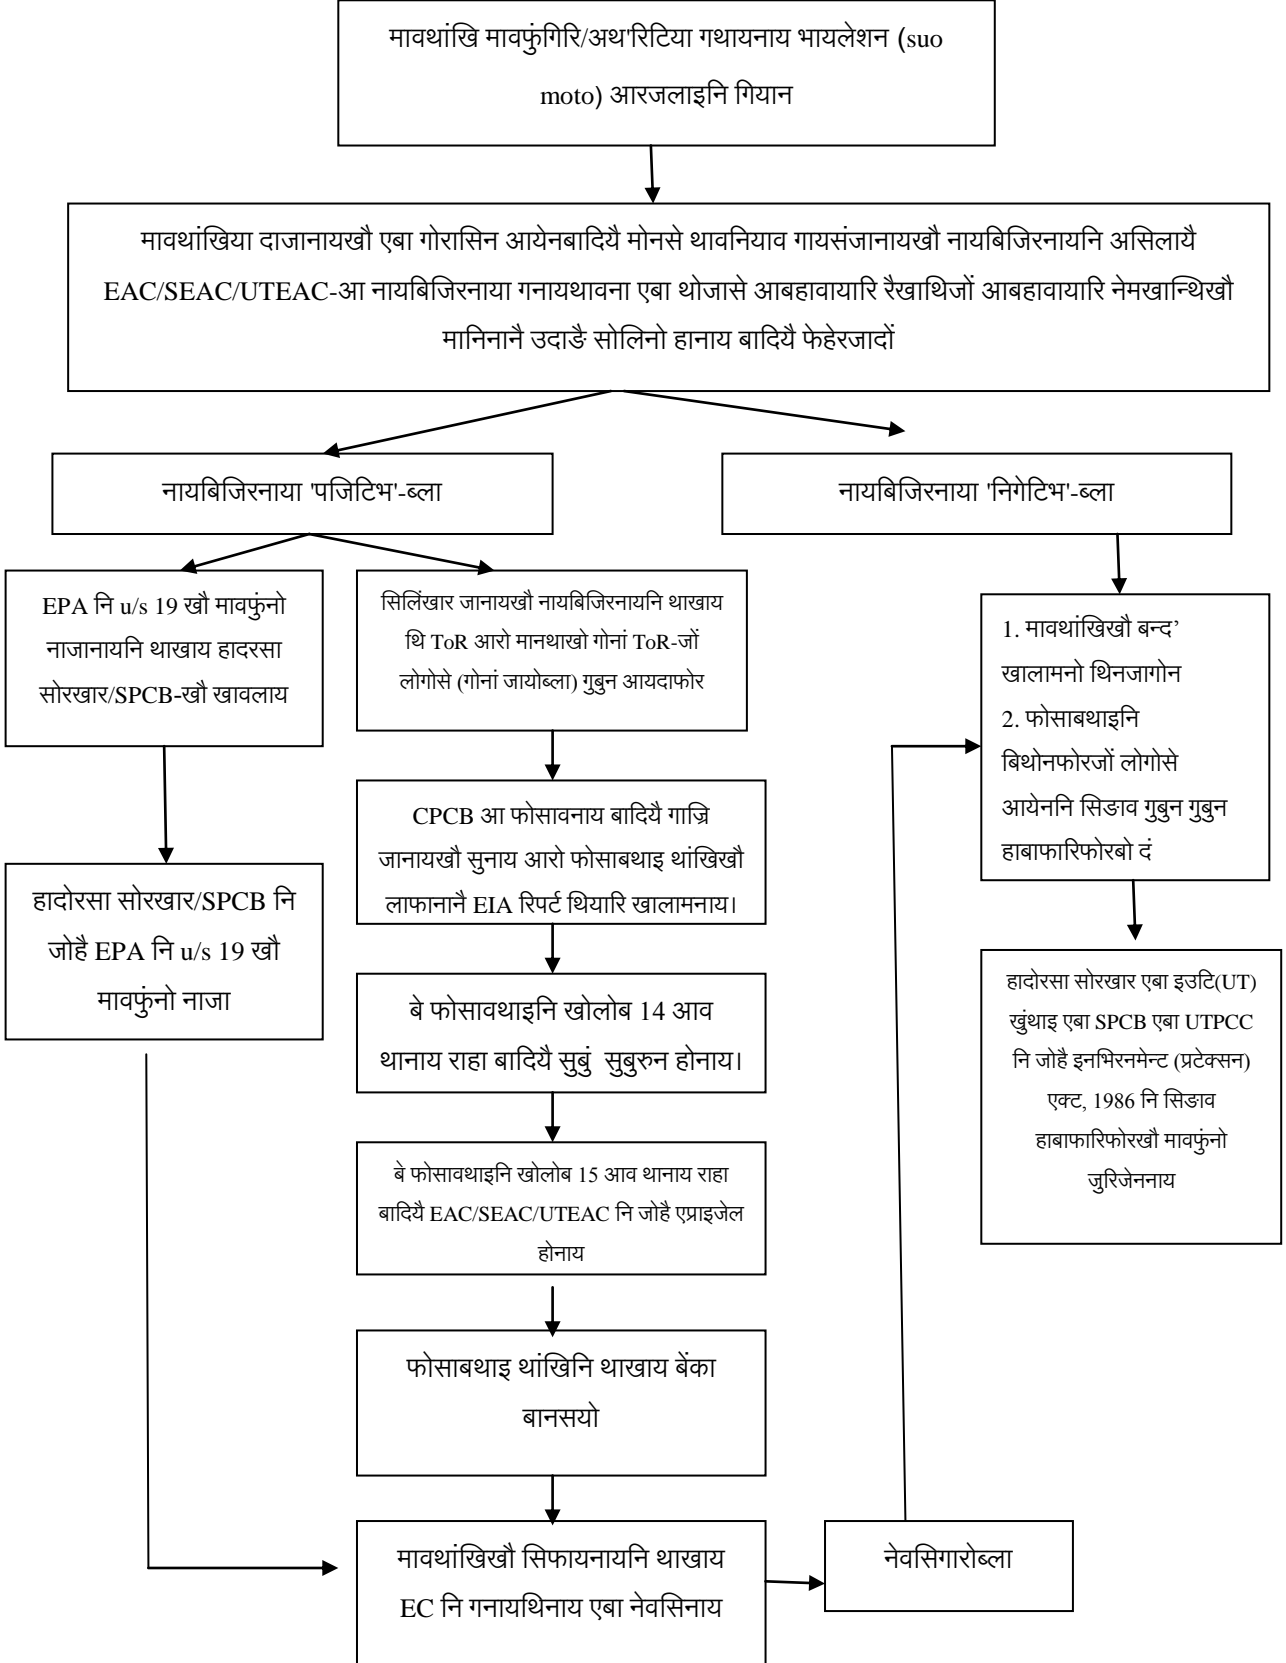 मावथांखि मावफुंगिरि/अथ'रिटिया गथायनाय भायलेशन (suo
moto) आरजलाइनि गियान
मावथांखिया दाजानायखौ एबा गोरासिन आयेनबादियै मोनसे थावनियाव गायसंजानायखौ नायबिजिरनायनि असिलायै
EAC/SEAC/UTEAC-आ नायबिजिरनाया गनायथावना एबा थोजासे आबहावायारि रैखाथिजों आबहावायारि नेमखान्थिखौ
मानिनानै उदाङै सोलिनो हानाय बादियै फेहेरजादों
नायबिजिरनाया 'पजिटिभ'-ब्ला
नायबिजिरनाया 'निगेटिभ'-ब्ला
EPA नि u/s 19 खौ मावफुंनो
नाजानायनि थाखाय हादरसा
सोरखार/SPCB-खौ खावलाय
सिलिंखार जानायखौ नायबिजिरनायनि थाखाय
थि ToR आरो मानथाखो गोनां ToR-जों
लोगोसे (गोनां जायोब्ला) गुबुन आयदाफोर
1. मावथांखिखौ बन्द’
खालामनो थिनजागोन
2. फोसाबथाइनि
बिथोनफोरजों लोगोसे
आयेननि सिङाव गुबुन गुबुन
हाबाफारिफोरबो दं
CPCB आ फोसावनाय बादियै गाज्रि
जानायखौ सुनाय आरो फोसाबथाइ थांखिखौ
लाफानानै EIA रिपर्ट थियारि खालामनाय।
हादोरसा सोरखार/SPCB नि
जोहै EPA नि u/s 19 खौ
मावफुंनो नाजा
बे फोसावथाइनि खोलोब 14 आव
थानाय राहा बादियै सुबुं सुबुरुन होनाय।
हादोरसा सोरखार एबा इउटि(UT)
खुंथाइ एबा SPCB एबा UTPCC
नि जोहै इनभिरनमेन्ट (प्रटेक्सन)
एक्ट, 1986 नि सिङाव
हाबाफारिफोरखौ मावफुंनो
जुरिजेननाय
बे फोसावथाइनि खोलोब 15 आव थानाय राहा
बादियै EAC/SEAC/UTEAC नि जोहै एप्राइजेल
होनाय
फोसाबथाइ थांखिनि थाखाय बेंका
बानसयो
मावथांखिखौ सिफायनायनि थाखाय
EC नि गनायथिनाय एबा नेवसिनाय
नेवसिगारोब्ला